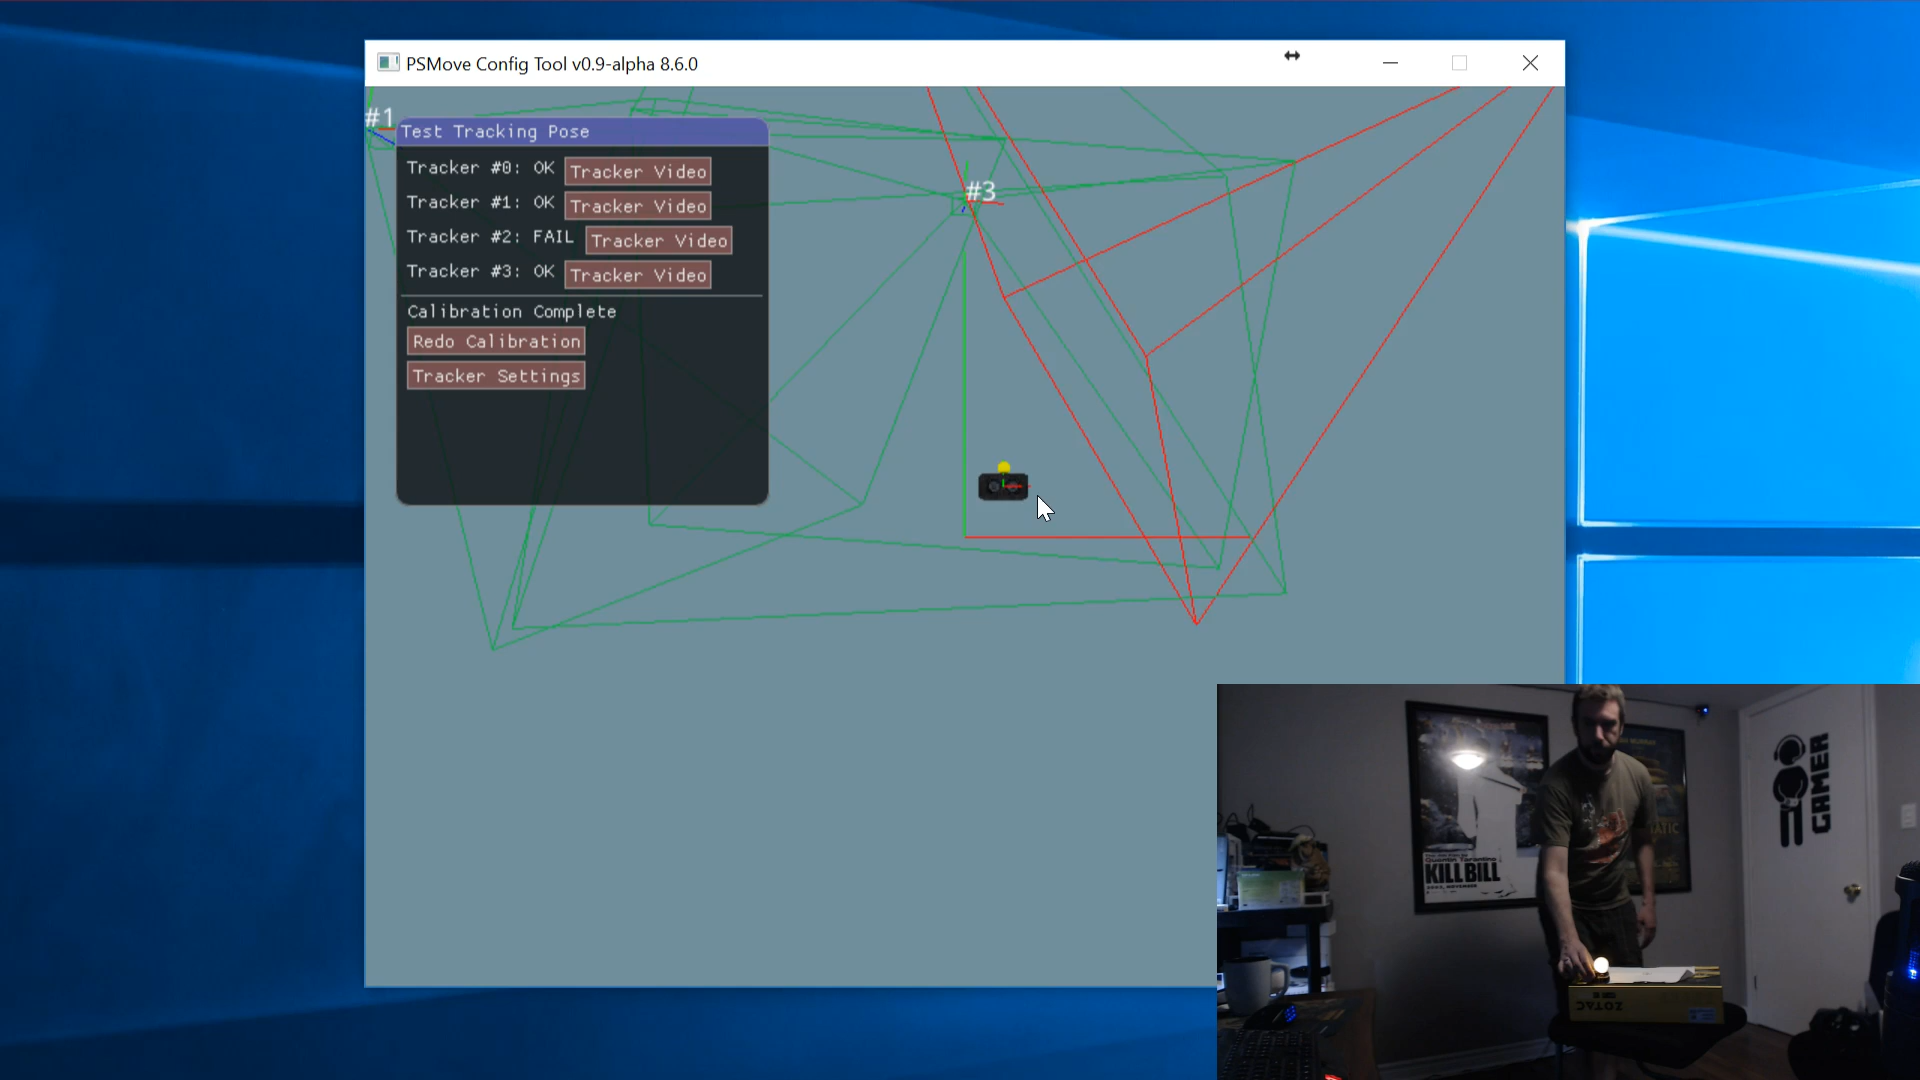 PSMove Config Tool v0.9-alpha 8.6.0
#1
Test Tracking Pose
Tracker #0: OK Tracker Video
Tracker #1: OK Tracker Video
Tracker #2: FAIL Tracker Video
Tracker #3: OK Tracker Video
Calibration Complete
Redo Calibration
Tracker Settings
#3
GAMER
KILL BILL
ZOTAC